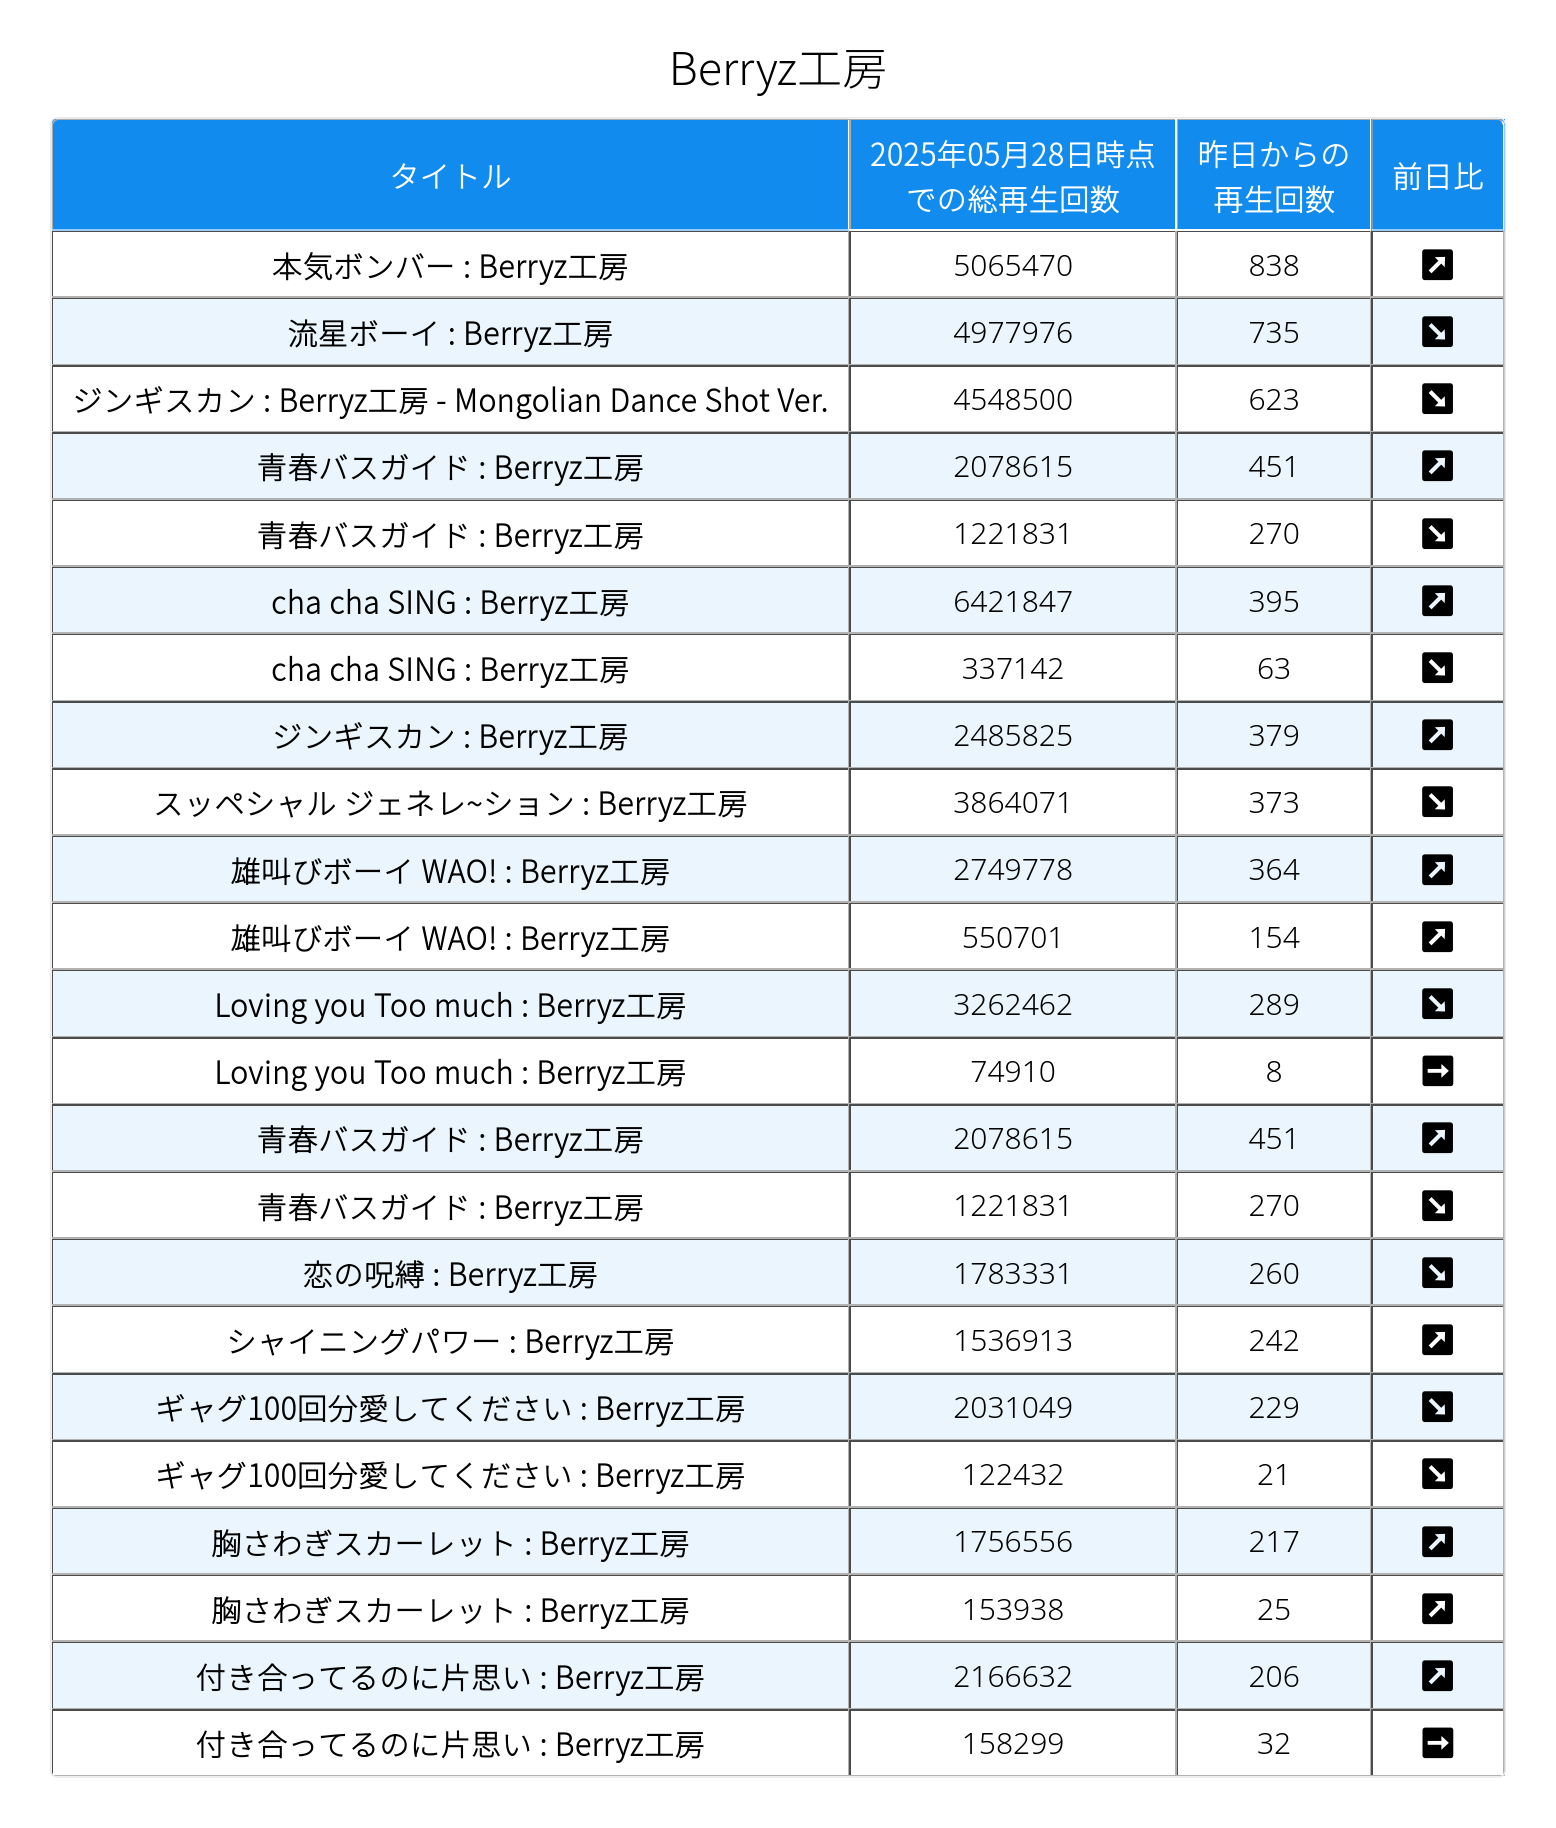 Berryz工房
タイトル 2025年05月28日時点での総再生回数 昨日からの再生回数 前日比
本気ボンバー : Berryz工房 5065470 838 ↗
流星ボーイ : Berryz工房 4977976 735 ↘
ジンギスカン : Berryz工房 - Mongolian Dance Shot Ver. 4548500 623 ↘
青春バスガイド : Berryz工房 2078615 451 ↗
青春バスガイド : Berryz工房 1221831 270 ↘
cha cha SING : Berryz工房 6421847 395 ↗
cha cha SING : Berryz工房 337142 63 ↘
ジンギスカン : Berryz工房 2485825 379 ↗
スッペシャル ジェネレ~ション : Berryz工房 3864071 373 ↘
雄叫びボーイ WAO! : Berryz工房 2749778 364 ↗
雄叫びボーイ WAO! : Berryz工房 550701 154 ↗
Loving you Too much : Berryz工房 3262462 289 ↘
Loving you Too much : Berryz工房 74910 8 →
青春バスガイド : Berryz工房 2078615 451 ↗
青春バスガイド : Berryz工房 1221831 270 ↘
恋の呪縛 : Berryz工房 1783331 260 ↘
シャイニングパワー : Berryz工房 1536913 242 ↗
ギャグ100回分愛してください : Berryz工房 2031049 229 ↘
ギャグ100回分愛してください : Berryz工房 122432 21 ↘
胸さわぎスカーレット : Berryz工房 1756556 217 ↗
胸さわぎスカーレット : Berryz工房 153938 25 ↗
付き合ってるのに片思い : Berryz工房 2166632 206 ↗
付き合ってるのに片思い : Berryz工房 158299 32 →